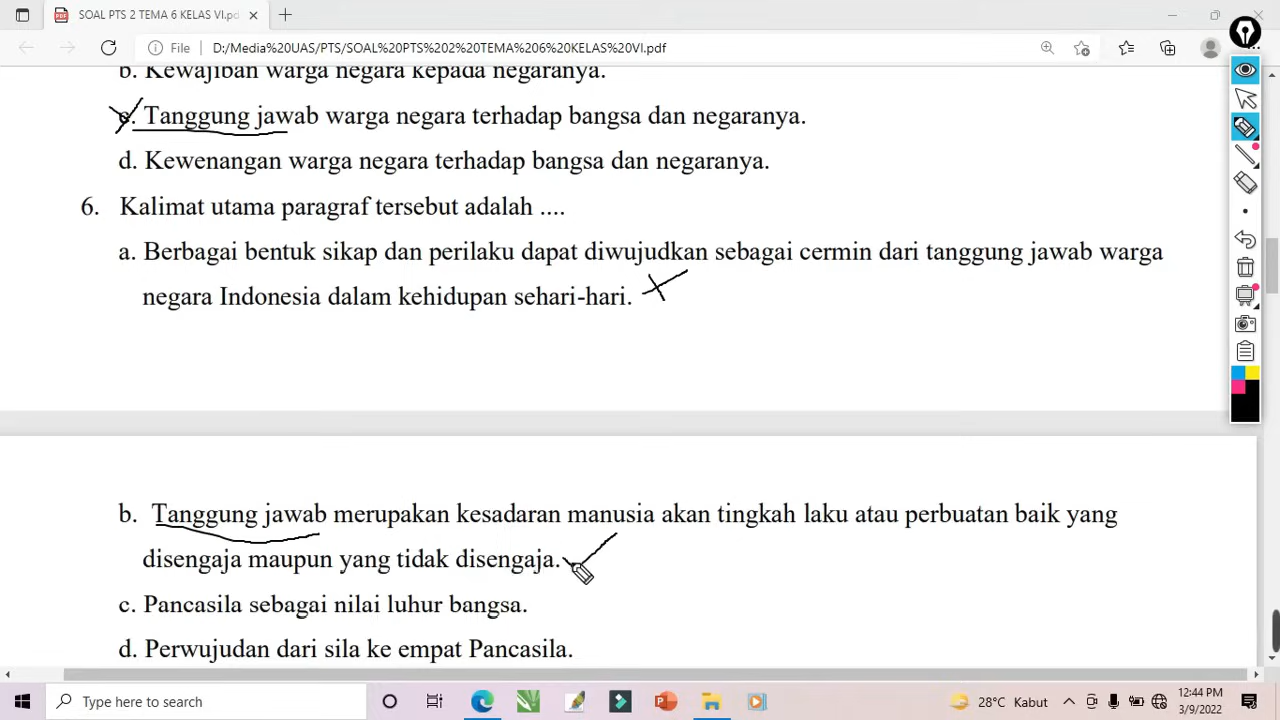 SOAL PTS 2 TEMA 6 KELAS VI.pd
File D:/Media%20UAS/PTS/SOAL%20PTS%202%20TEMA%206%20KELAS%20VI.pdf
b. Kewajiban warga negara kepada negaranya.
c. Tanggung jawab warga negara terhadap bangsa dan negaranya.
d. Kewenangan warga negara terhadap bangsa dan negaranya.
6. Kalimat utama paragraf tersebut adalah ....
a. Berbagai bentuk sikap dan perilaku dapat diwujudkan sebagai cermin dari tanggung jawab warga
negara Indonesia dalam kehidupan sehari-hari.
b. Tanggung jawab merupakan kesadaran manusia akan tingkah laku atau perbuatan baik yang
disengaja maupun yang tidak disengaja.
c. Pancasila sebagai nilai luhur bangsa.
d. Perwujudan dari sila ke empat Pancasila.
Type here to search
28°C Kabut
12:44 PM
3/9/2022